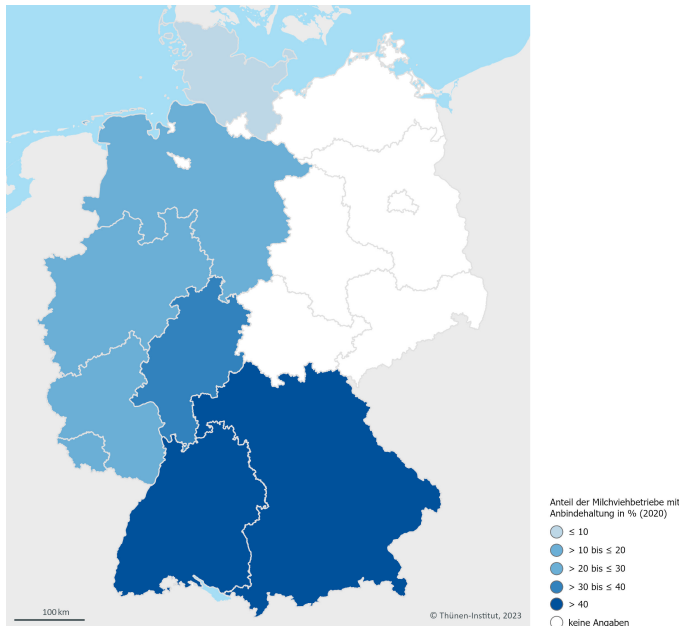 Anteil der Milchviehbetriebe mit
Anbindehaltung in % (2020)
≤ 10
> 10 bis ≤ 20
> 20 bis ≤ 30
> 30 bis ≤ 40
> 40
keine Angaben
100 km
© Thünen-Institut, 2023